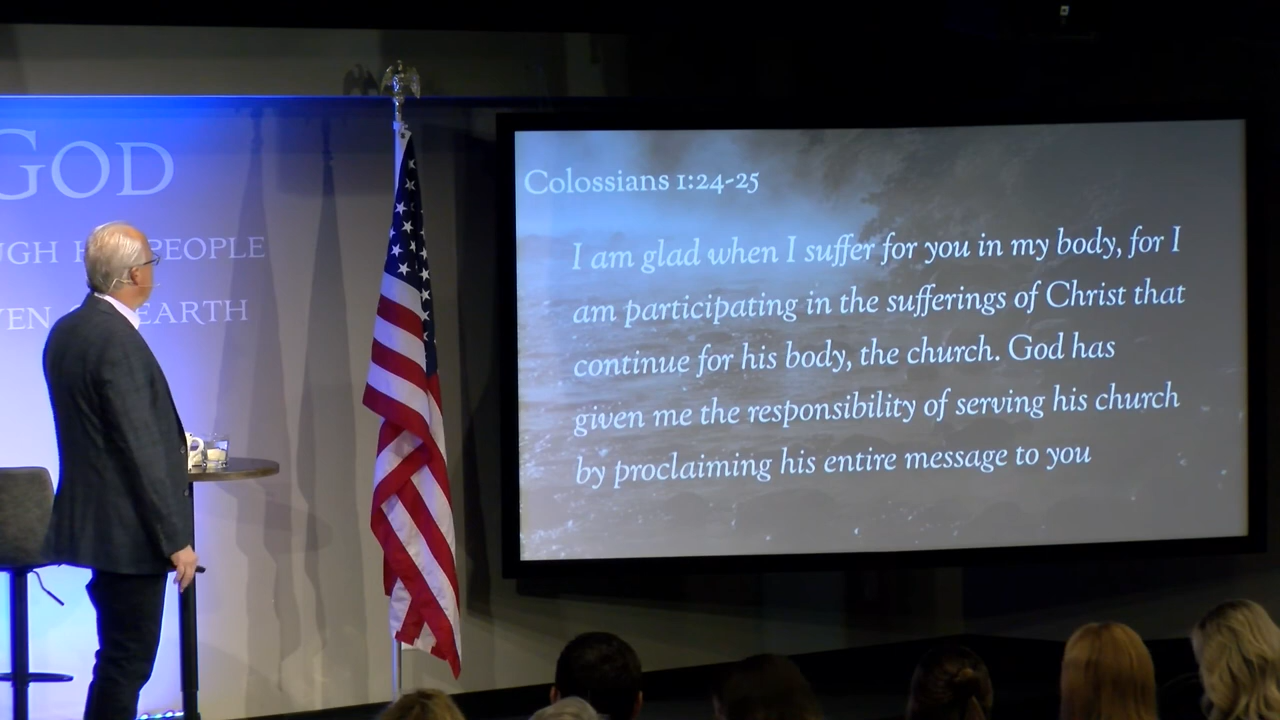 GOD
PEOPLE
EARTH
Colossians 1:24-25
I am glad when I suffer for you in my body, for I
am participating in the sufferings of Christ that
continue for his body, the church. God has
given me the responsibility of serving his church
by proclaiming his entire message to you